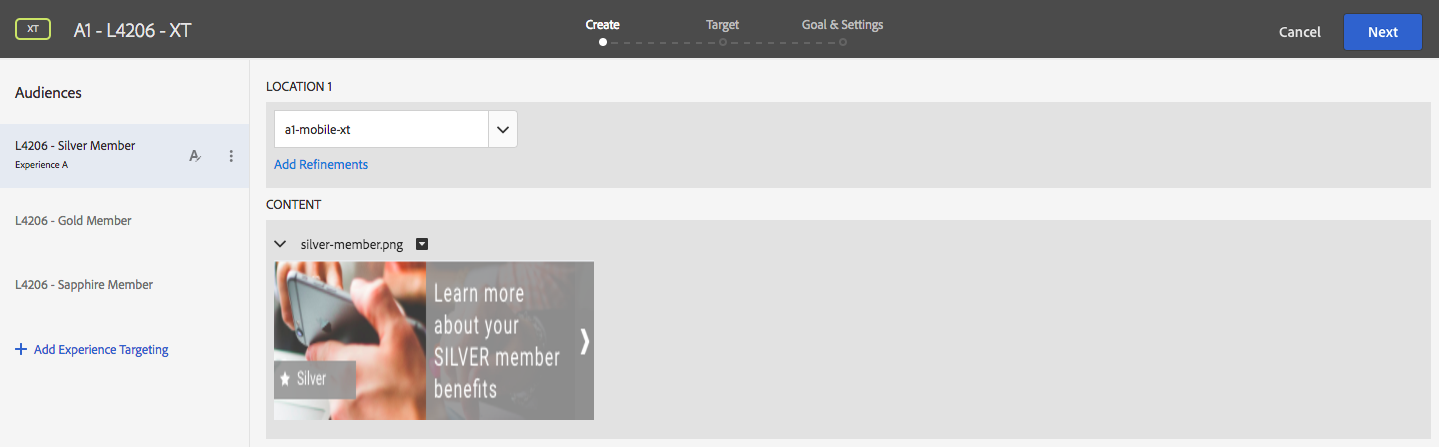 XT
A1 - L4206 - XT
Create
Target
Goal & Settings
Cancel
Next
Audiences
L4206 - Silver Member
Experience A
L4206 - Gold Member
L4206 - Sapphire Member
Add Experience Targeting
LOCATION 1
a1-mobile-xt
Add Refinements
CONTENT
silver-member.png
Silver
Learn more
about your
SILVER member
benefits